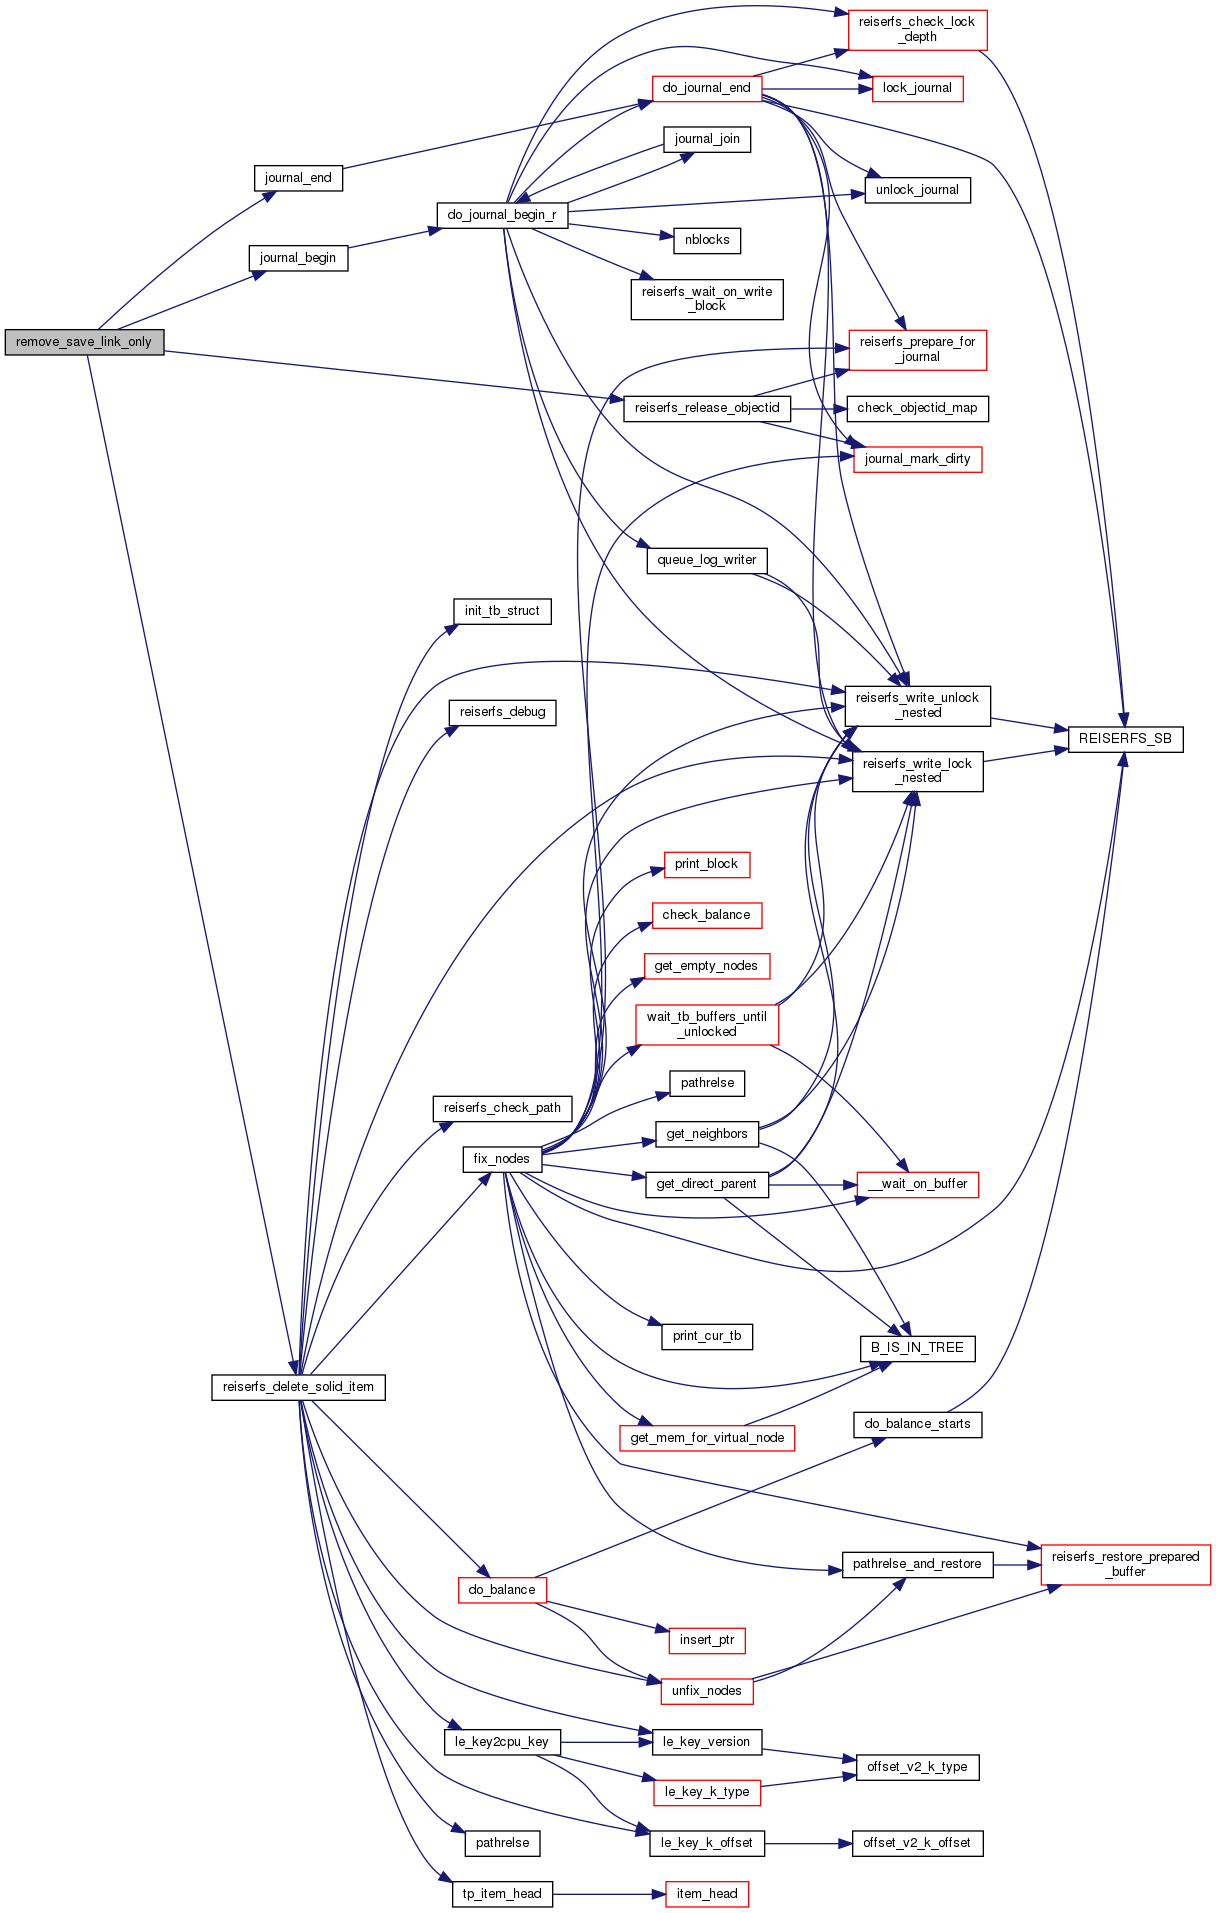 reiserfs_check_lock
_depth
do_journal_end
lock_journal
journal_join
journal_end
unlock_journal
do_journal_begin_r
nblocks
journal_begin
reiserfs_wait_on_write
_block
remove_save_link_only
reiserfs_prepare_for
_journal
reiserfs_release_objectid
check_objectid_map
journal_mark_dirty
queue_log_writer
init_tb_struct
reiserfs_write_unlock
_nested
reiserfs_debug
REISERFS_SB
reiserfs_write_lock
_nested
print_block
check_balance
get_empty_nodes
wait_tb_buffers_until
_unlocked
pathrelse
reiserfs_check_path
get_neighbors
fix_nodes
get_direct_parent
__wait_on_buffer
print_cur_tb
B_IS_IN_TREE
reiserfs_delete_solid_item
do_balance_starts
get_mem_for_virtual_node
pathrelse_and_restore
reiserfs_restore_prepared
_buffer
do_balance
insert_ptr
unfix_nodes
le_key2cpu_key
le_key_version
offset_v2_k_type
le_key_k_type
pathrelse
le_key_k_offset
offset_v2_k_offset
tp_item_head
item_head